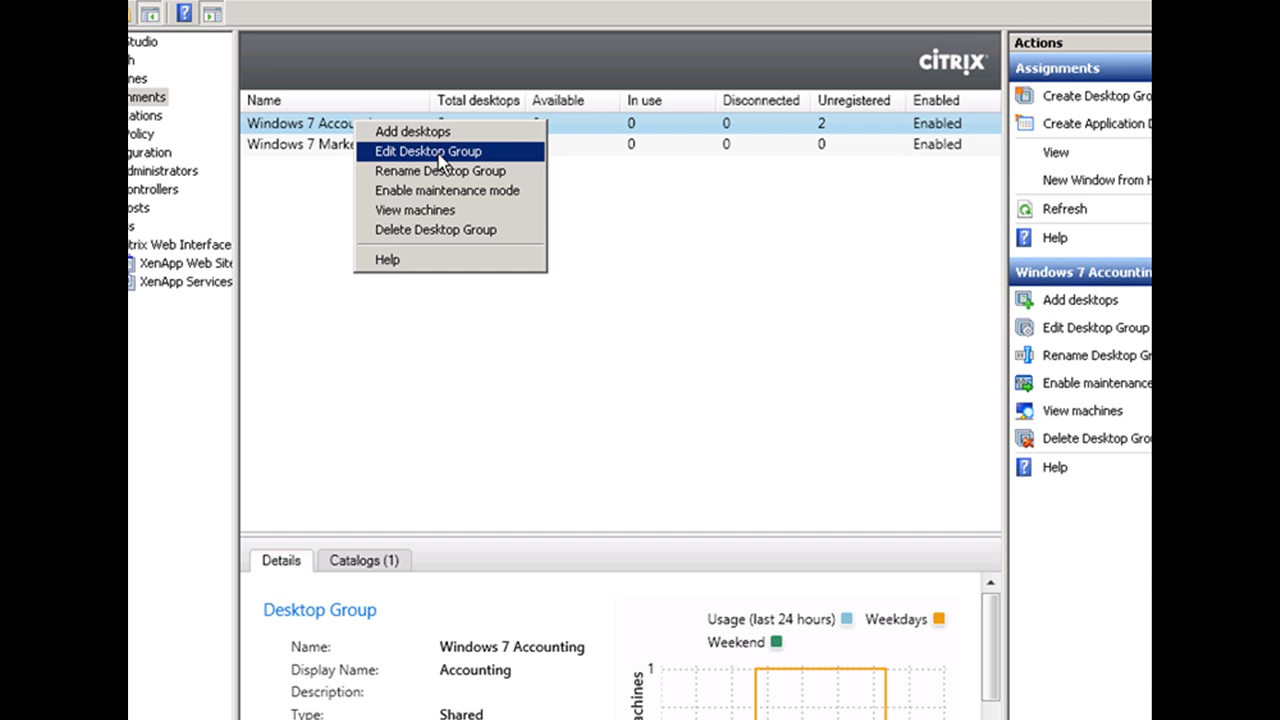 Studio
h
nes
nments
ations
Policy
guration
dministrators
ontrollers
osts
s
trix Web Interface
XenApp Web Site
XenApp Services
CITRIX
Name Total desktops Available In use Disconnected Unregistered Enabled
Windows 7 Accou 0 0 2 Enabled
Windows 7 Marke 0 0 0 Enabled
Add desktops
Edit Desktop Group
Rename Desktop Group
Enable maintenance mode
View machines
Delete Desktop Group
Help
Actions
Assignments
Create Desktop Gro
Create Application D
View
New Window from H
Refresh
Help
Windows 7 Accountin
Add desktops
Edit Desktop Group
Rename Desktop Gr
Enable maintenance
View machines
Delete Desktop Gro
Help
Details Catalogs (1)
Desktop Group
Name: Windows 7 Accounting
Display Name: Accounting
Description:
Type: Shared
Usage (last 24 hours) Weekdays
Weekend
1
achines